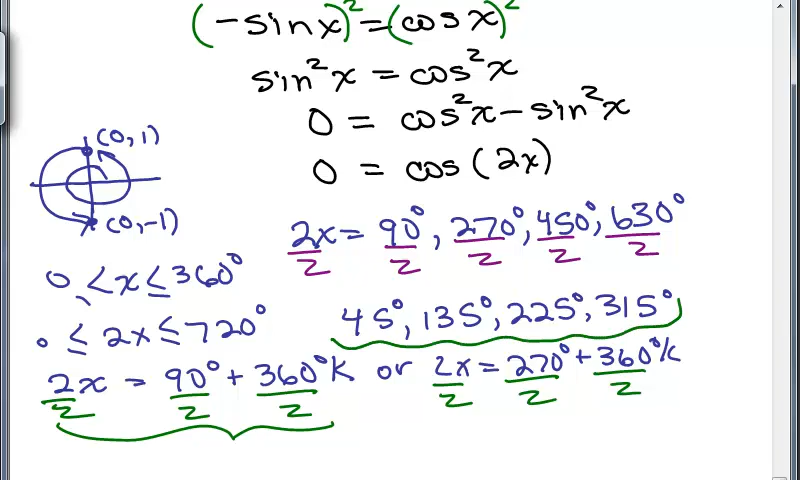 (-sinx)² = (cosx)²
sin²x = cos²x
0 = cos²x - sin²x
0 = cos(2x)
(0,1)
(0,-1)
2x/2 = 90°/2, 270°/2, 450°/2, 630°/2
0 ≤ x ≤ 360°
45°, 135°, 225°, 315°
0 ≤ 2x ≤ 720°
2x/2 = 90°/2 + 360°K/2 or 2x/2 = 270°/2 + 360°K/2